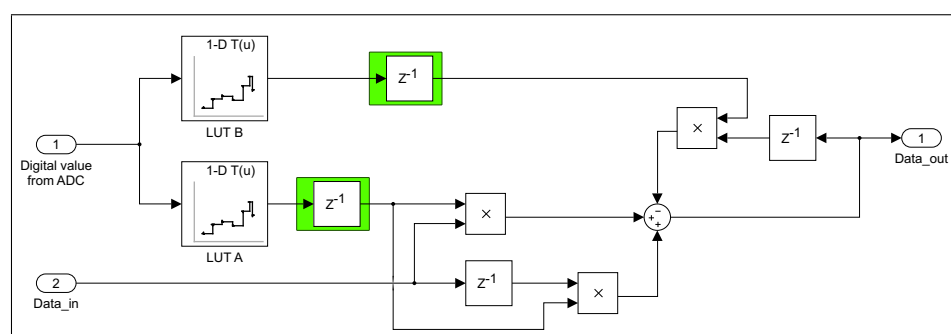 1-D T(u)
LUT B
z-1
×
z-1
1
Digital value
from ADC
1
Data_out
1-D T(u)
LUT A
z-1
×
−
+
+
2
Data_in
z-1
×